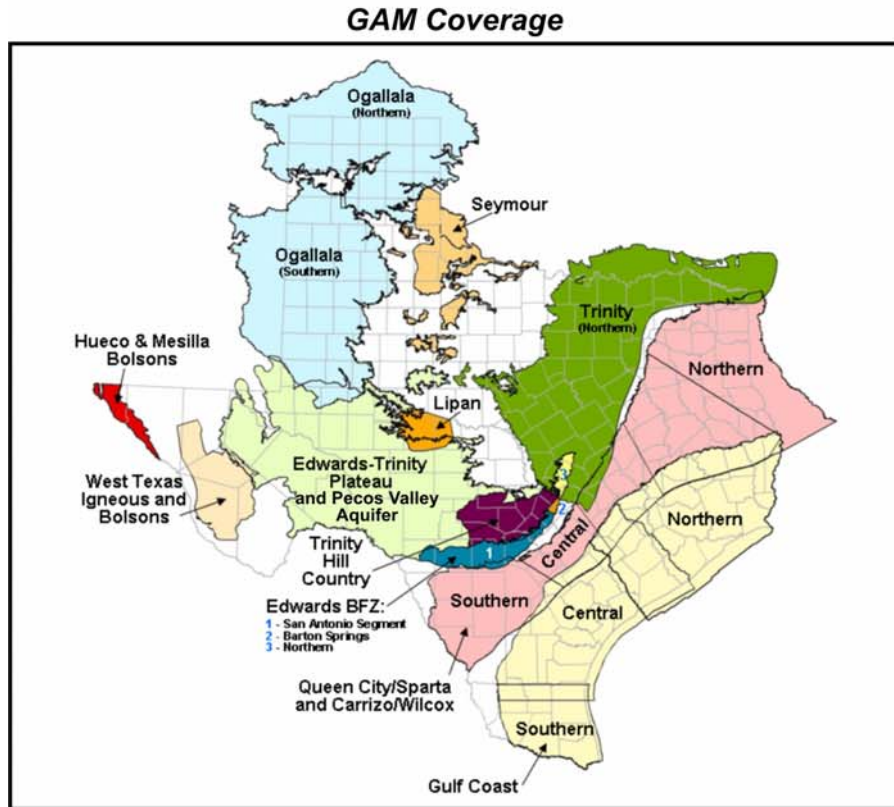 GAM Coverage
Ogallala
(Northern)
Seymour
Ogallala
(Southern)
Trinity
(Northern)
Hueco & Mesilla
Bolsons
Northern
Lipan
West Texas
Igneous and
Bolsons
Edwards-Trinity
Plateau
and Pecos Valley
Aquifer
3
2
Northern
Trinity
Hill
Country
1
Central
Edwards BFZ:
1 - San Antonio Segment
2 - Barton Springs
3 - Northern
Southern
Central
Queen City/Sparta
and Carrizo/Wilcox
Southern
Gulf Coast